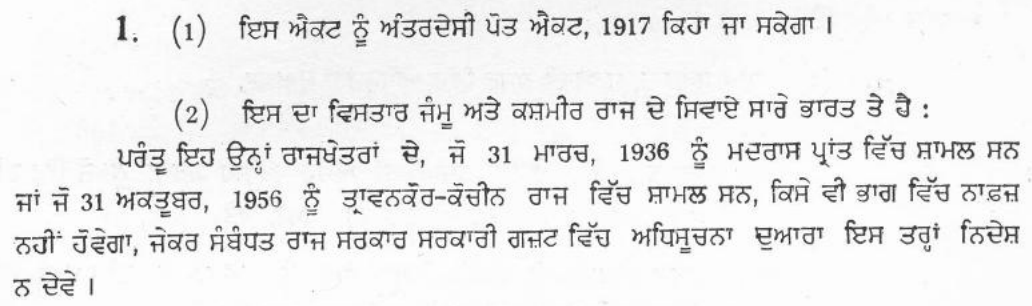 1. (1) ਇਸ ਐਕਟ ਨੂੰ ਅੰਤਰਦੇਸੀ ਪੋਤ ਐਕਟ, 1917 ਕਿਹਾ ਜਾ ਸਕੇਗਾ ।
(2) ਇਸ ਦਾ ਵਿਸਤਾਰ ਜੰਮੂ ਅਤੇ ਕਸ਼ਮੀਰ ਰਾਜ ਦੇ ਸਿਵਾਏ ਸਾਰੇ ਭਾਰਤ ਤੇ ਹੈ :
ਪਰੰਤੂ ਇਹ ਉਨ੍ਹਾਂ ਰਾਜਖੇਤਰਾਂ ਦੇ, ਜੋ 31 ਮਾਰਚ, 1936 ਨੂੰ ਮਦਰਾਸ ਪ੍ਰਾਂਤ ਵਿੱਚ ਸ਼ਾਮਲ ਸਨ
ਜਾਂ ਜੋ 31 ਅਕਤੂਬਰ, 1956 ਨੂੰ ਤ੍ਰਾਵਨਕੌਰ-ਕੋਚੀਨ ਰਾਜ ਵਿੱਚ ਸ਼ਾਮਲ ਸਨ, ਕਿਸੇ ਵੀ ਭਾਗ ਵਿੱਚ ਨਾਫ਼ਜ਼
ਨਹੀਂ ਹੋਵੇਗਾ, ਜੇਕਰ ਸੰਬੰਧਤ ਰਾਜ ਸਰਕਾਰ ਸਰਕਾਰੀ ਗਜ਼ਟ ਵਿੱਚ ਅਧਿਸੂਚਨਾ ਦੁਆਰਾ ਇਸ ਤਰ੍ਹਾਂ ਨਿਦੇਸ਼
ਨ ਦੇਵੇ ।